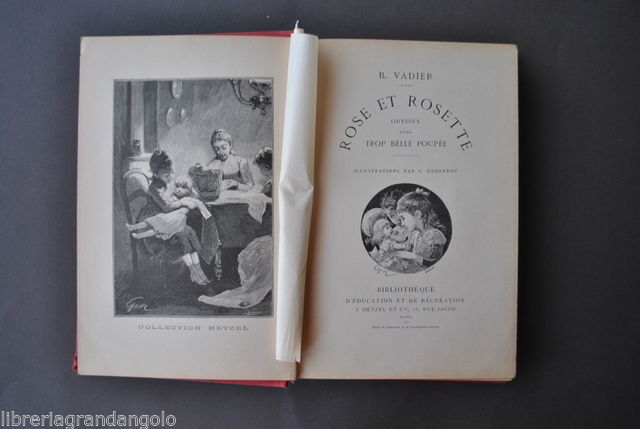 Geor
COLLECTION HETZEL
B. VADIER
ROSE ET ROSETTE
ODYSSÉE
D'UNE
TROP BELLE POUPÉE
ILLUSTRATIONS PAR J. GEOFFROY
BIBLIOTHÈQUE
D'ÉDUCATION ET DE RÉCRÉATION
J. HETZEL ET Cie, 18, RUE JACOB
PARIS
libreriagrandangolo